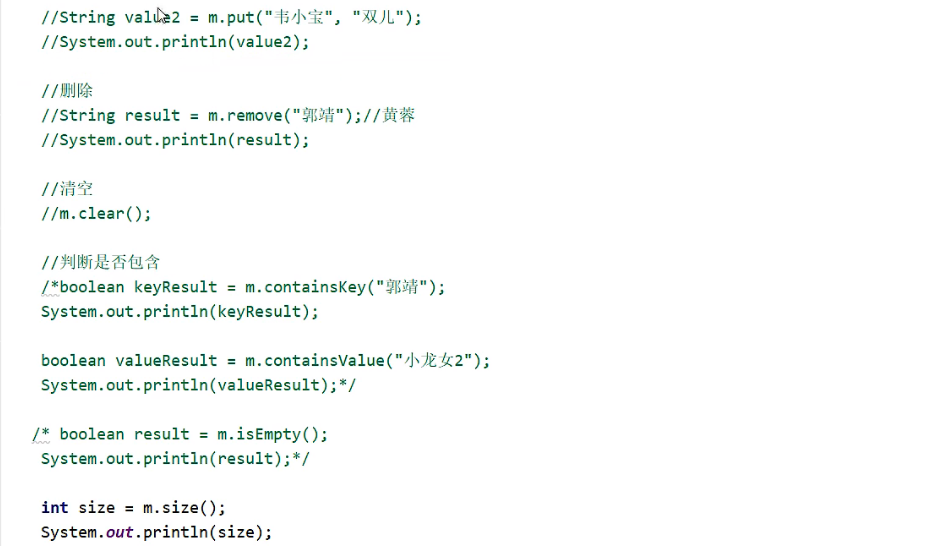 //String value2 = m.put("韦小宝", "双儿");
//System.out.println(value2);
//删除
//String result = m.remove("郭靖");//黄蓉
//System.out.println(result);
//清空
//m.clear();
//判断是否包含
/*boolean keyResult = m.containsKey("郭靖");
System.out.println(keyResult);
boolean valueResult = m.containsValue("小龙女2");
System.out.println(valueResult);*/
/* boolean result = m.isEmpty();
System.out.println(result);*/
int size = m.size();
System.out.println(size);